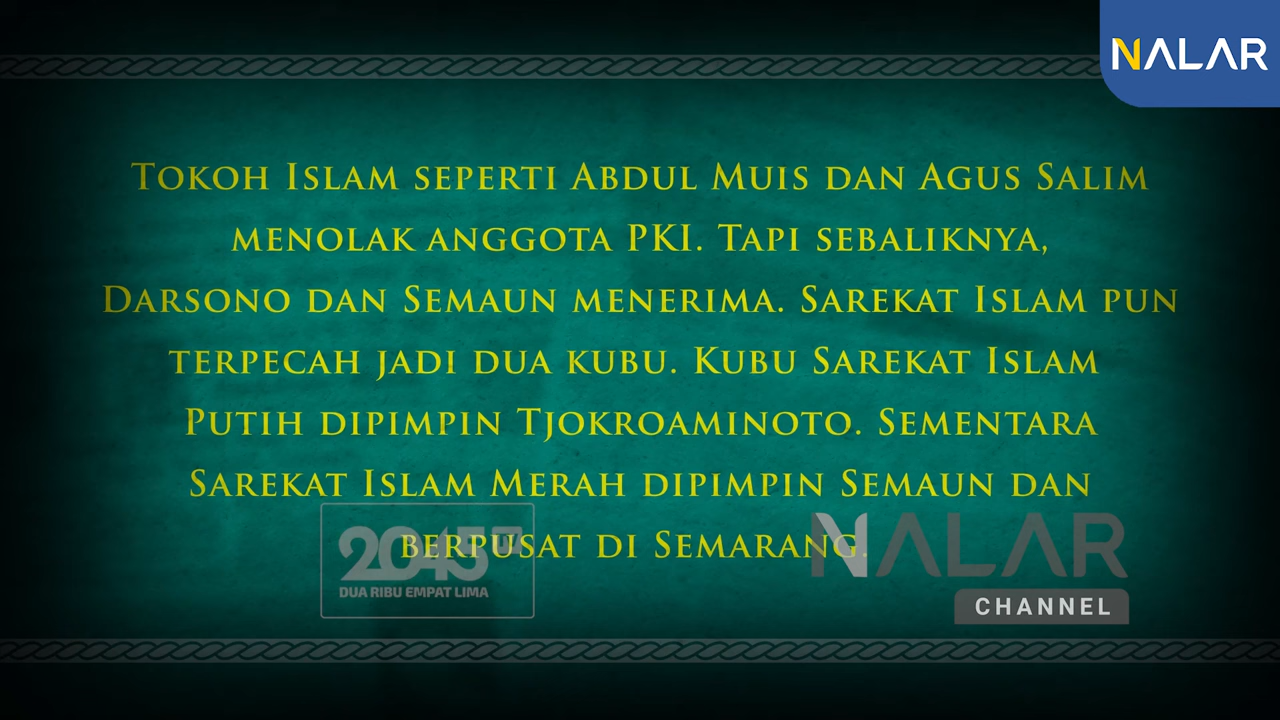 NALAR
Tokoh Islam seperti Abdul Muis dan Agus Salim
menolak anggota PKI. Tapi sebaliknya,
Darsono dan Semaun menerima. Sarekat Islam pun
terpecah jadi dua kubu. Kubu Sarekat Islam
Putih dipimpin Tjokroaminoto. Sementara
Sarekat Islam Merah dipimpin Semaun dan
berpusat di Semarang.
2045
DUA RIBU EMPAT LIMA
NALAR
CHANNEL